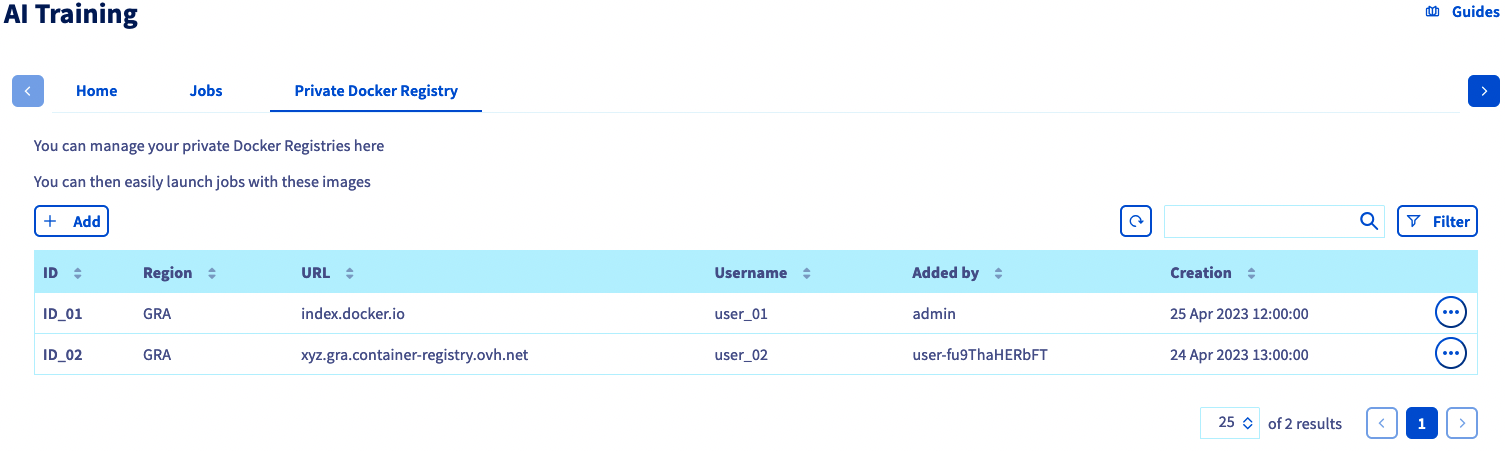 AI Training
Guides
Home Jobs Private Docker Registry
You can manage your private Docker Registries here
You can then easily launch jobs with these images
+ Add Filter
ID Region URL Username Added by Creation
ID_01 GRA index.docker.io user_01 admin 25 Apr 2023 12:00:00
ID_02 GRA xyz.gra.container-registry.ovh.net user_02 user-fu9ThaHERbFT 24 Apr 2023 13:00:00
25 of 2 results 1